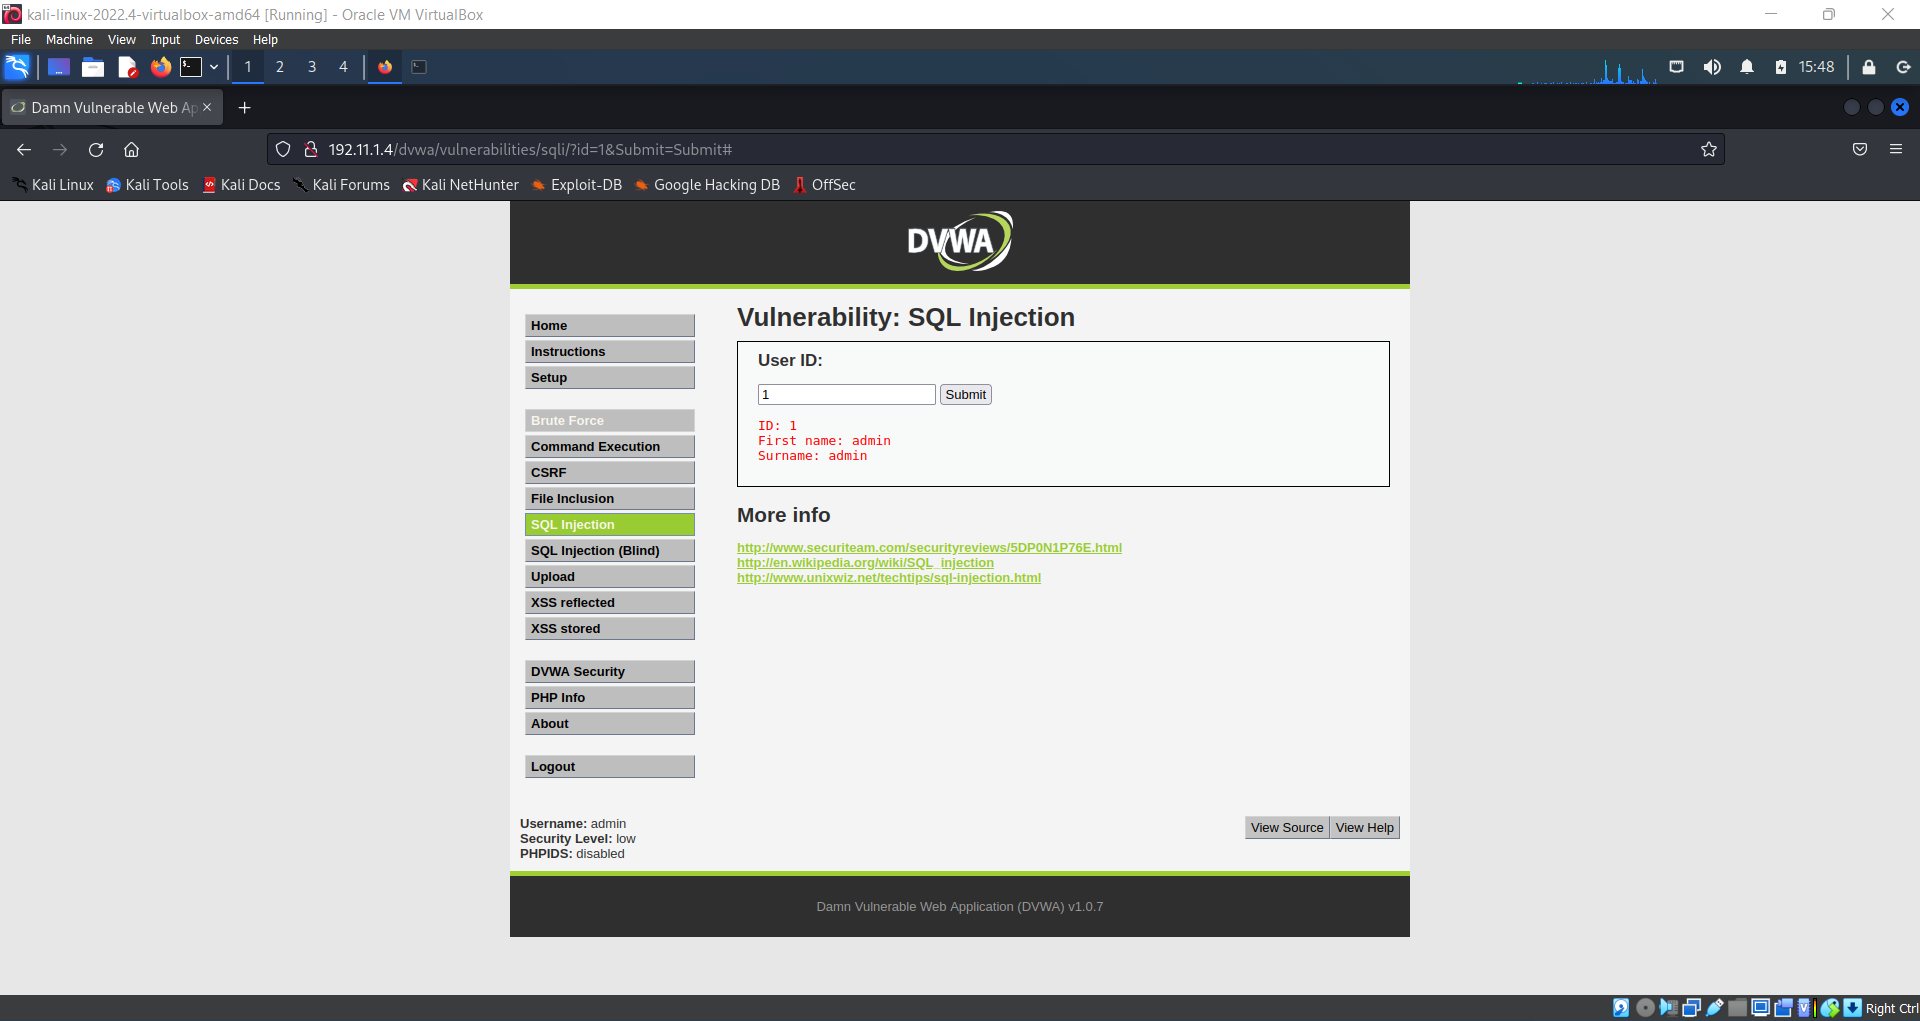 kali-linux-2022.4-virtualbox-amd64 [Running] - Oracle VM VirtualBox
File Machine View Input Devices Help
1 2 3 4 15:48
Damn Vulnerable Web Ap
192.11.1.4/dvwa/vulnerabilities/sqli/?id=1&Submit=Submit#
Kali Linux Kali Tools Kali Docs Kali Forums Kali NetHunter Exploit-DB Google Hacking DB OffSec
DVWA
Home
Instructions
Setup
Brute Force
Command Execution
CSRF
File Inclusion
SQL Injection
SQL Injection (Blind)
Upload
XSS reflected
XSS stored
DVWA Security
PHP Info
About
Logout
Vulnerability: SQL Injection
User ID:
1 Submit
ID: 1
First name: admin
Surname: admin
More info
http://www.securiteam.com/securityreviews/5DP0N1P76E.html
http://en.wikipedia.org/wiki/SQL_injection
http://www.unixwiz.net/techtips/sql-injection.html
Username: admin
Security Level: low
PHPIDS: disabled
View Source View Help
Damn Vulnerable Web Application (DVWA) v1.0.7
Right Ctrl